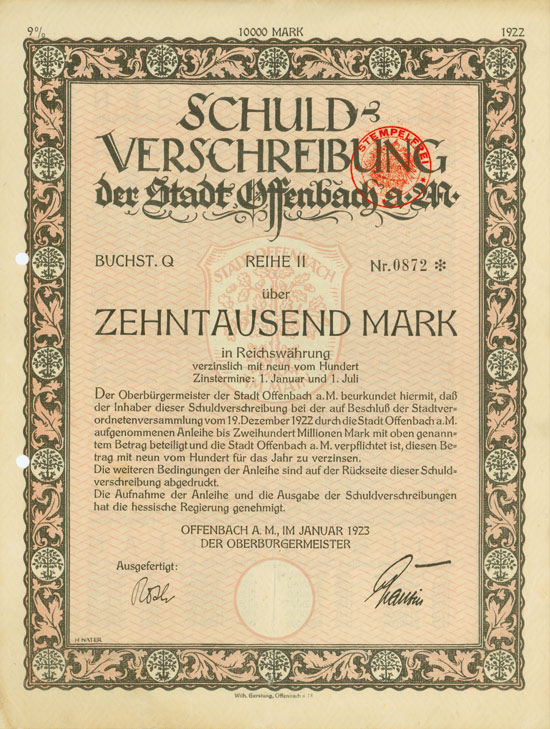 9% 10000 MARK 1922
SCHULD-
VERSCHREIBUNG
der Stadt Offenbach a. M.
STEMPELFREI
BUCHST. Q REIHE II Nr. 0872 *
STADT OFFENBACH
AM MAIN
über
ZEHNTAUSEND MARK
in Reichswährung
verzinslich mit neun vom Hundert
Zinstermine: 1. Januar und 1. Juli
Der Oberbürgermeister der Stadt Offenbach a. M. beurkundet hiermit, daß
der Inhaber dieser Schuldverschreibung bei der auf Beschluß der Stadtver-
ordnetenversammlung vom 19. Dezember 1922 durch die Stadt Offenbach a. M.
aufgenommenen Anleihe bis Zweihundert Millionen Mark mit oben genann-
tem Betrag beteiligt und die Stadt Offenbach a. M. verpflichtet ist, diesen Be-
trag mit neun vom Hundert für das Jahr zu verzinsen.
Die weiteren Bedingungen der Anleihe sind auf der Rückseite dieser Schuld-
verschreibung abgedruckt.
Die Aufnahme der Anleihe und die Ausgabe der Schuldverschreibungen
hat die hessische Regierung genehmigt.
OFFENBACH A. M., IM JANUAR 1923
DER OBERBÜRGERMEISTER
Ausgefertigt:
H NATER
Wilh. Gerstung, Offenbach a. M.